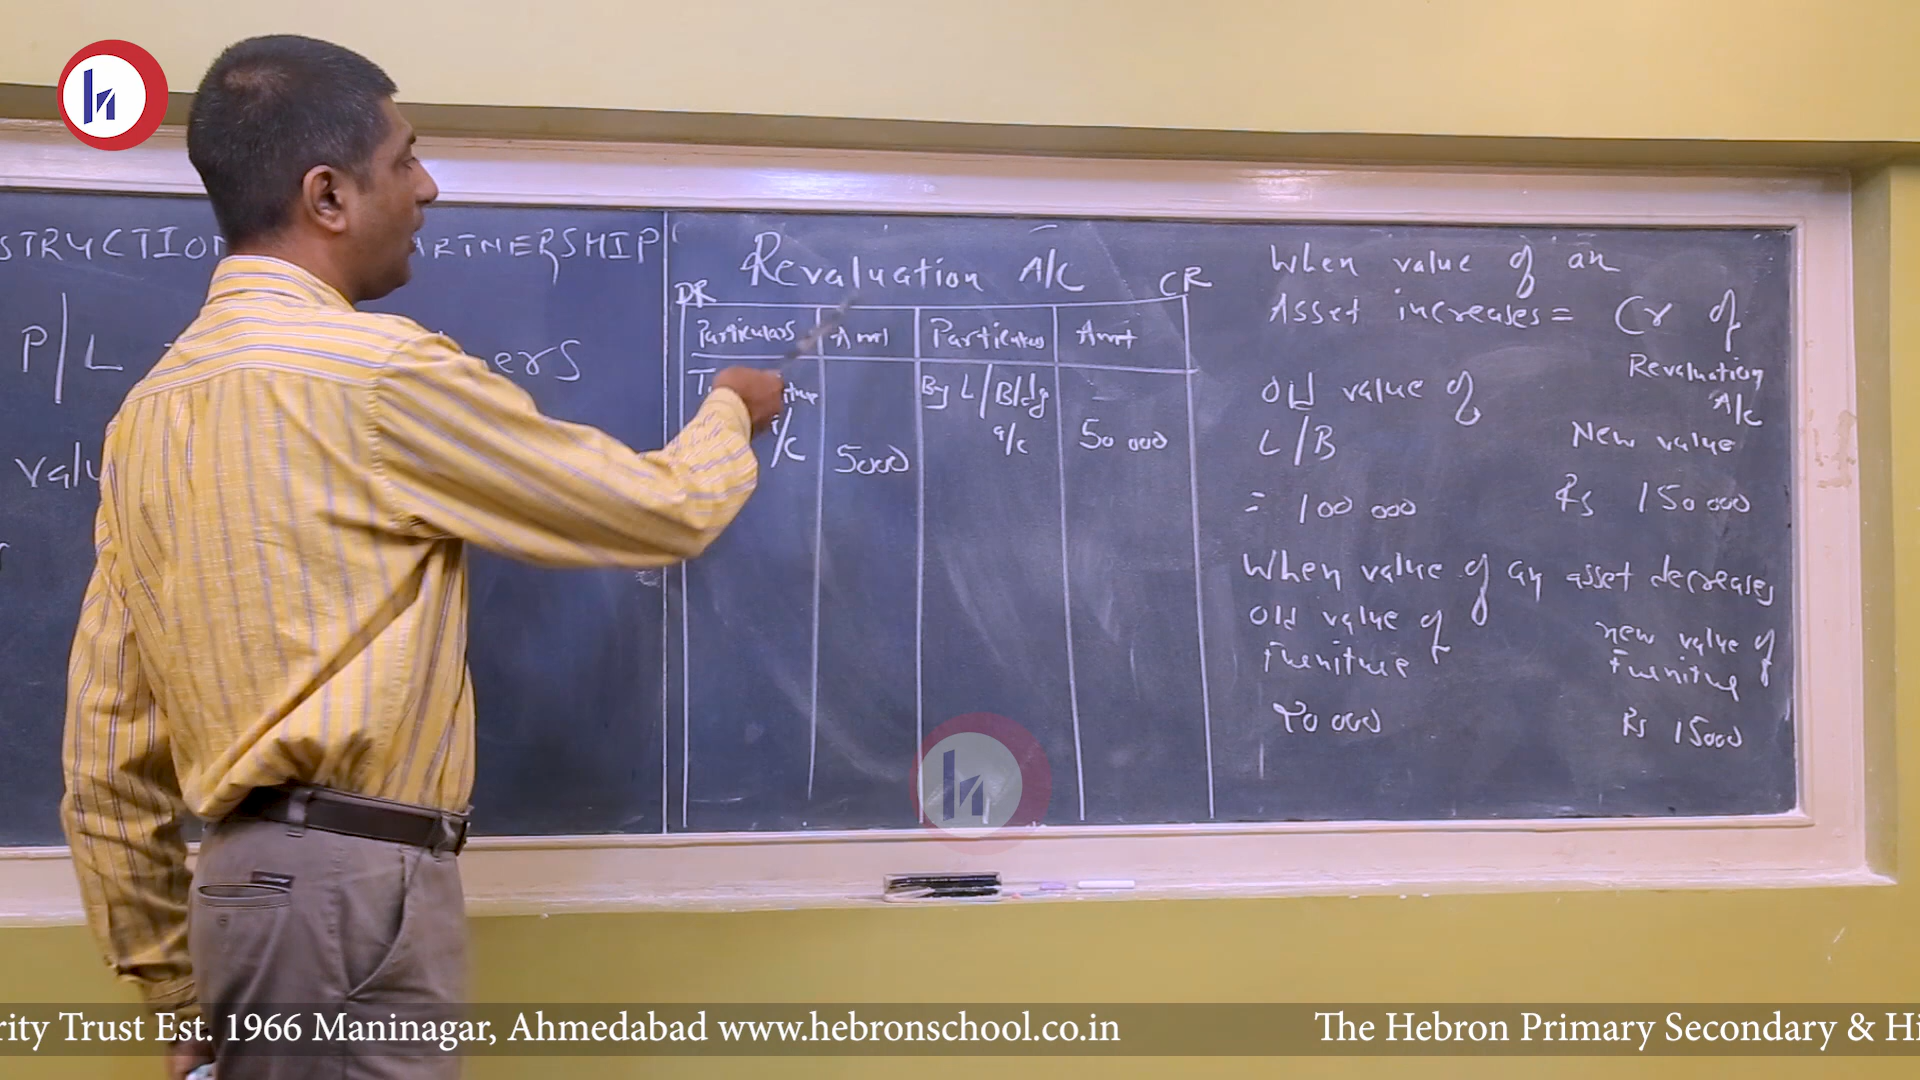 STRUCTION ARTNERSHIP
P/L ers
valu
Revaluation A/c
DR CR
Particulars Amt Particulars Amt
By L/Bldg
a/c 50 000
/c 5000
When value of an
Asset increases = Cr of
Revaluation
A/c
Old value of
L/B New value
= 100 000 Rs 150 000
When value of an asset decreases
Old value of new value of
Furniture Furniture
20 000 Rs 15000
rity Trust Est. 1966 Maninagar, Ahmedabad www.hebronschool.co.in The Hebron Primary Secondary & Hi